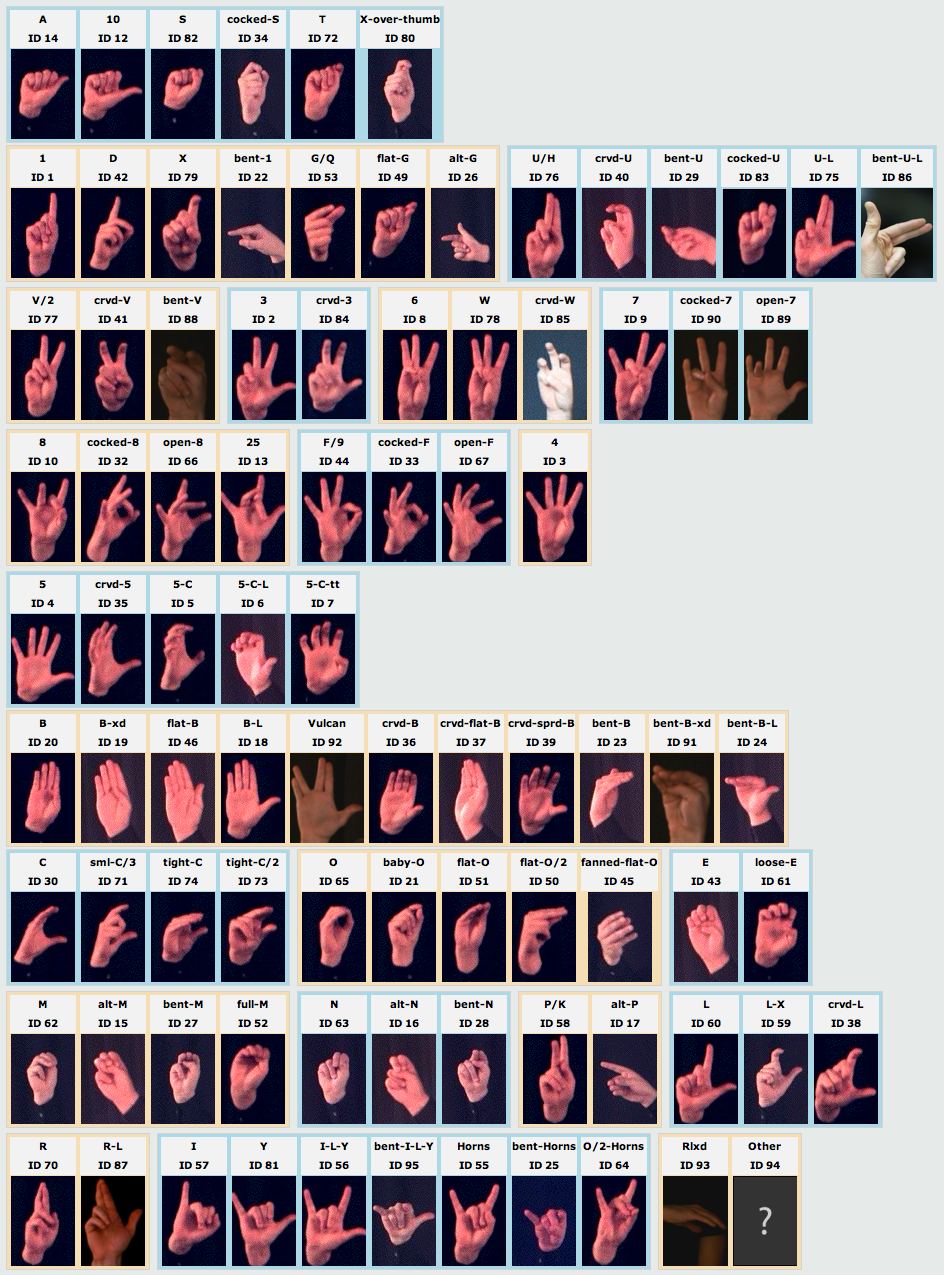 A 10 S cocked-S T X-over-thumb
ID 14 ID 12 ID 82 ID 34 ID 72 ID 80
1 D X bent-1 G/Q flat-G alt-G U/H crvd-U bent-U cocked-U U-L bent-U-L
ID 1 ID 42 ID 79 ID 22 ID 53 ID 49 ID 26 ID 76 ID 40 ID 29 ID 83 ID 75 ID 86
V/2 crvd-V bent-V 3 crvd-3 6 W crvd-W 7 cocked-7 open-7
ID 77 ID 41 ID 88 ID 2 ID 84 ID 8 ID 78 ID 85 ID 9 ID 90 ID 89
8 cocked-8 open-8 25 F/9 cocked-F open-F 4
ID 10 ID 32 ID 66 ID 13 ID 44 ID 33 ID 67 ID 3
5 crvd-5 5-C 5-C-L 5-C-tt
ID 4 ID 35 ID 5 ID 6 ID 7
B B-xd flat-B B-L Vulcan crvd-B crvd-flat-B crvd-sprd-B bent-B bent-B-xd bent-B-L
ID 20 ID 19 ID 46 ID 18 ID 92 ID 36 ID 37 ID 39 ID 23 ID 91 ID 24
C sml-C/3 tight-C tight-C/2 O baby-O flat-O flat-O/2 fanned-flat-O E loose-E
ID 30 ID 71 ID 74 ID 73 ID 65 ID 21 ID 51 ID 50 ID 45 ID 43 ID 61
M alt-M bent-M full-M N alt-N bent-N P/K alt-P L L-X crvd-L
ID 62 ID 15 ID 27 ID 52 ID 63 ID 16 ID 28 ID 58 ID 17 ID 60 ID 59 ID 38
R R-L I Y I-L-Y bent-I-L-Y Horns bent-Horns O/2-Horns Rlxd Other
ID 70 ID 87 ID 57 ID 81 ID 56 ID 95 ID 55 ID 25 ID 64 ID 93 ID 94
?